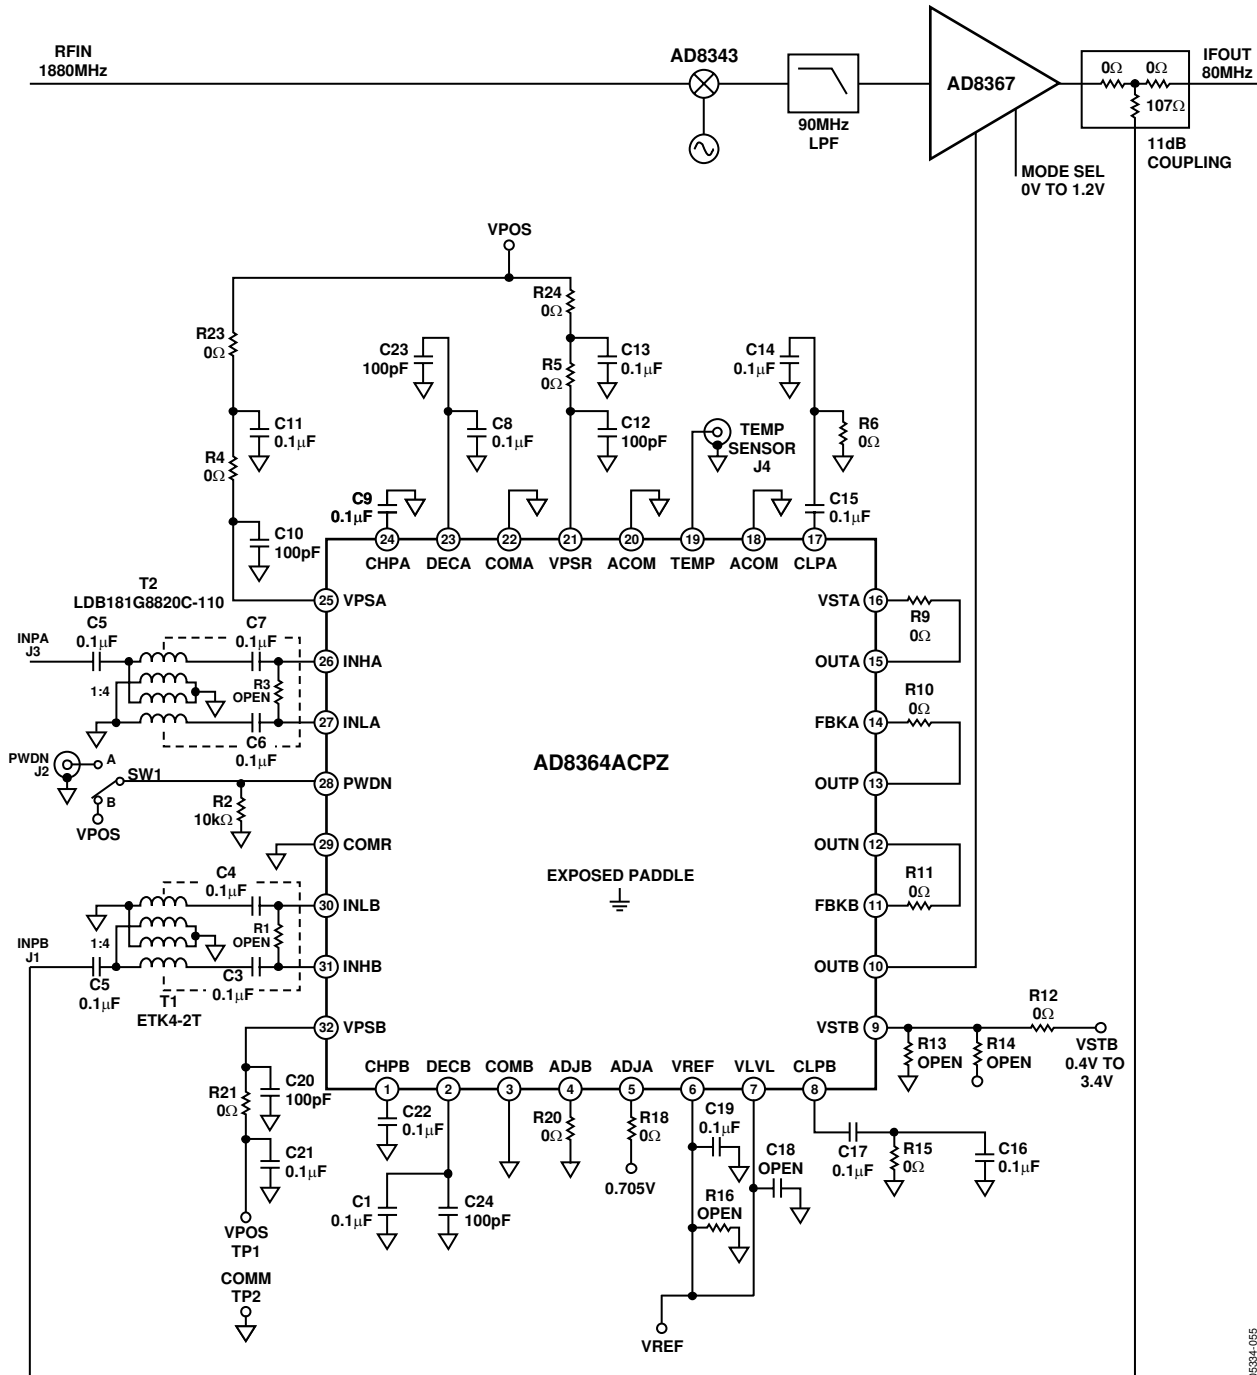 RFIN
1880MHz
AD8343
90MHz
LPF
AD8367
0Ω 0Ω
107Ω
IFOUT
80MHz
11dB
COUPLING
MODE SEL
0V TO 1.2V
VPOS
R23
0Ω
C11
0.1μF
R4
0Ω
C10
100pF
C23
100pF
C8
0.1μF
R24
0Ω
C13
0.1μF
R5
0Ω
C12
100pF
TEMP
SENSOR
J4
C14
0.1μF
R6
0Ω
C15
0.1μF
C9
0.1μF
24 23 22 21 20 19 18 17
CHPA DECA COMA VPSR ACOM TEMP ACOM CLPA
T2
LDB181G8820C-110
INPA
J3
C5
0.1μF
C7
0.1μF
1:4
R3
OPEN
C6
0.1μF
25 VPSA
26 INHA
27 INLA
PWDN
J2
A
SW1
B
VPOS
R2
10kΩ
28 PWDN
29 COMR
C4
0.1μF
R1
OPEN
1:4
INPB
J1
C5
0.1μF
C3
0.1μF
T1
ETK4-2T
30 INLB
31 INHB
32 VPSB
AD8364ACPZ
EXPOSED PADDLE
VSTA 16
R9
0Ω
OUTA 15
R10
0Ω
FBKA 14
OUTP 13
OUTN 12
R11
0Ω
FBKB 11
OUTB 10
VSTB 9
R12
0Ω
R13
OPEN
R14
OPEN
VSTB
0.4V TO
3.4V
CHPB DECB COMB ADJB ADJA VREF VLVL CLPB
1 2 3 4 5 6 7 8
R21
0Ω
C20
100pF
C21
0.1μF
VPOS
TP1
COMM
TP2
C22
0.1μF
C1
0.1μF
C24
100pF
R20
0Ω
R18
0Ω
0.705V
C19
0.1μF
C18
OPEN
R16
OPEN
VREF
C17
0.1μF
R15
0Ω
C16
0.1μF
05334-055